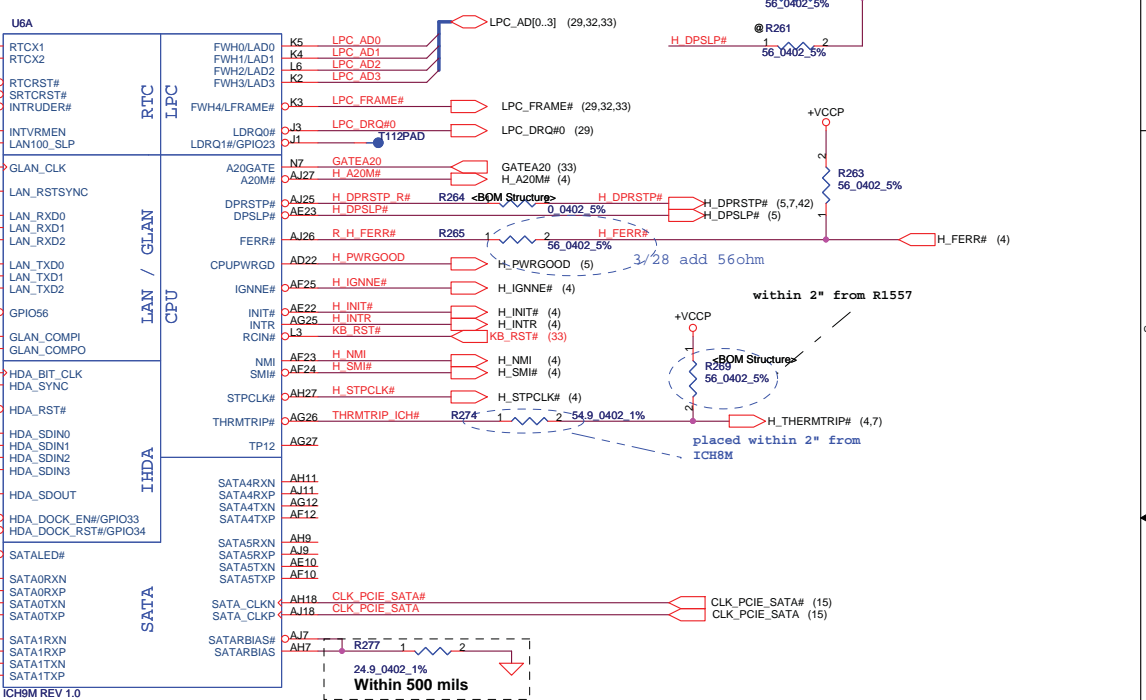 56_0402_5%
@ R261
H_DPSLP# 1 2
56_0402_5%
U6A
RTCX1
RTCX2
RTCRST#
SRTCRST#
INTRUDER#
INTVRMEN
LAN100_SLP
RTC
LPC
FWH0/LAD0 K5 LPC_AD0
FWH1/LAD1 K4 LPC_AD1
FWH2/LAD2 L6 LPC_AD2
FWH3/LAD3 K2 LPC_AD3
LPC_AD[0..3] (29,32,33)
FWH4/LFRAME# K3 LPC_FRAME# LPC_FRAME# (29,32,33)
LDRQ0# J3 LPC_DRQ#0 LPC_DRQ#0 (29)
LDRQ1#/GPIO23 J1 T112PAD
GLAN_CLK
LAN_RSTSYNC
LAN_RXD0
LAN_RXD1
LAN_RXD2
LAN_TXD0
LAN_TXD1
LAN_TXD2
GPIO56
GLAN_COMPI
GLAN_COMPO
LAN / GLAN
CPU
A20GATE N7 GATEA20 GATEA20 (33)
A20M# AJ27 H_A20M# H_A20M# (4)
DPRSTP# AJ25 H_DPRSTP_R# R264 <BOM Structure> H_DPRSTP# H_DPRSTP# (5,7,42)
0_0402_5%
DPSLP# AE23 H_DPSLP# H_DPSLP# (5)
+VCCP
2
R263
56_0402_5%
1
FERR# AJ26 R_H_FERR# R265 1 2 H_FERR# H_FERR# (4)
56_0402_5%
3/28 add 56ohm
CPUPWRGD AD22 H_PWRGOOD H_PWRGOOD (5)
IGNNE# AF25 H_IGNNE# H_IGNNE# (4)
INIT# AE22 H_INIT# H_INIT# (4)
INTR AG25 H_INTR H_INTR (4)
RCIN# L3 KB_RST# KB_RST# (33)
NMI AF23 H_NMI H_NMI (4)
SMI# AF24 H_SMI# H_SMI# (4)
STPCLK# AH27 H_STPCLK# H_STPCLK# (4)
within 2" from R1557
+VCCP
1
<BOM Structure>
R269
56_0402_5%
2
THRMTRIP# AG26 THRMTRIP_ICH# R274 1 2 54.9_0402_1% H_THERMTRIP# (4,7)
placed within 2" from
ICH8M
TP12 AG27
HDA_BIT_CLK
HDA_SYNC
HDA_RST#
HDA_SDIN0
HDA_SDIN1
HDA_SDIN2
HDA_SDIN3
HDA_SDOUT
HDA_DOCK_EN#/GPIO33
HDA_DOCK_RST#/GPIO34
IHDA
SATALED#
SATA0RXN
SATA0RXP
SATA0TXN
SATA0TXP
SATA1RXN
SATA1RXP
SATA1TXN
SATA1TXP
SATA
SATA4RXN AH11
SATA4RXP AJ11
SATA4TXN AG12
SATA4TXP AF12
SATA5RXN AH9
SATA5RXP AJ9
SATA5TXN AE10
SATA5TXP AF10
SATA_CLKN AH18 CLK_PCIE_SATA# CLK_PCIE_SATA# (15)
SATA_CLKP AJ18 CLK_PCIE_SATA CLK_PCIE_SATA (15)
SATARBIAS# AJ7
SATARBIAS AH7 R277 1 2
24.9_0402_1%
Within 500 mils
ICH9M REV 1.0